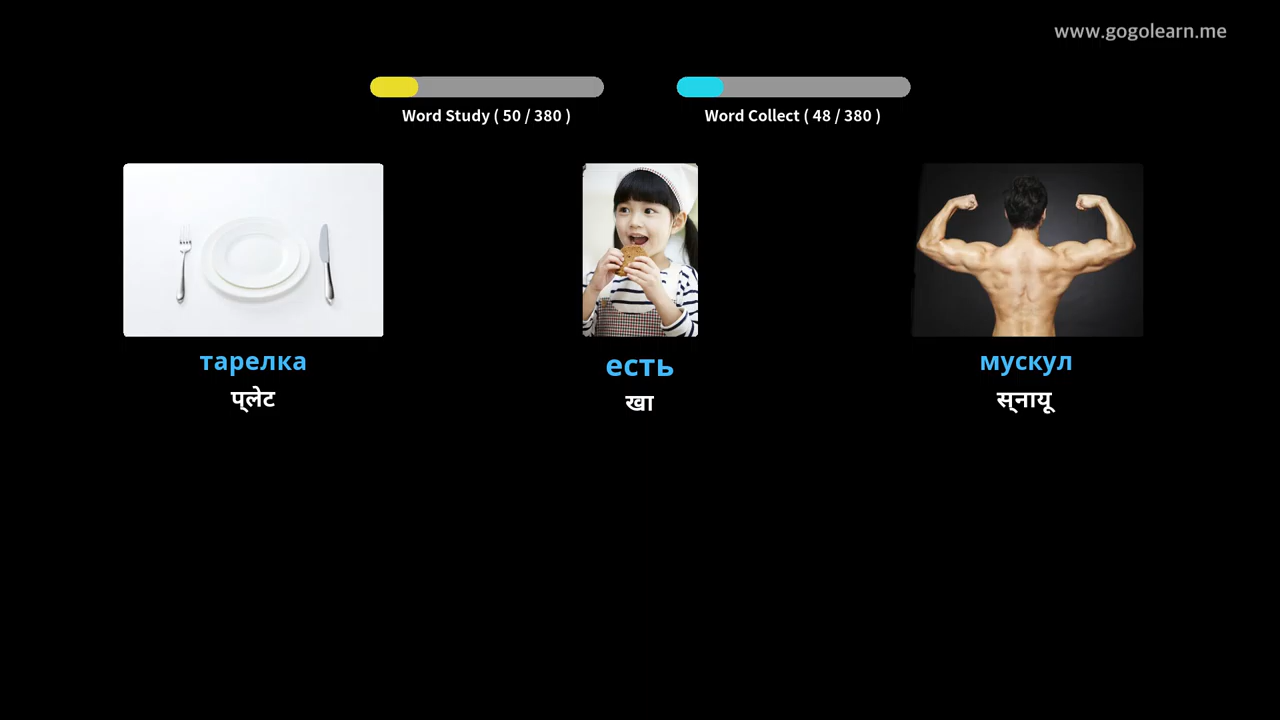 www.gogolearn.me
Word Study ( 50 / 380 )
Word Collect ( 48 / 380 )
тарелка
प्लेट
есть
खा
мускул
स्नायू